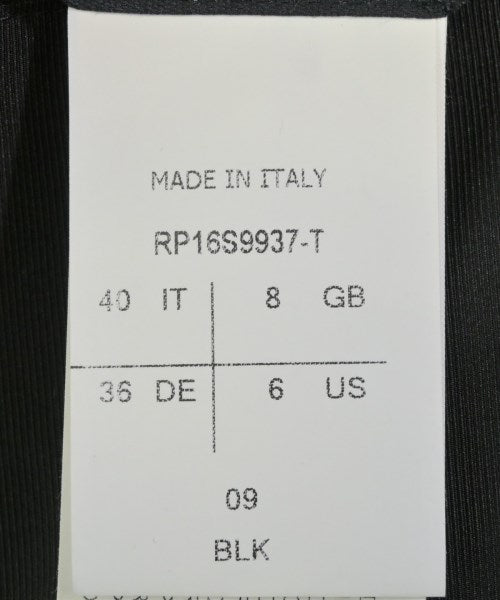 MADE IN ITALY
RP16S9937-T
40 IT 8 GB
36 DE 6 US
09
BLK